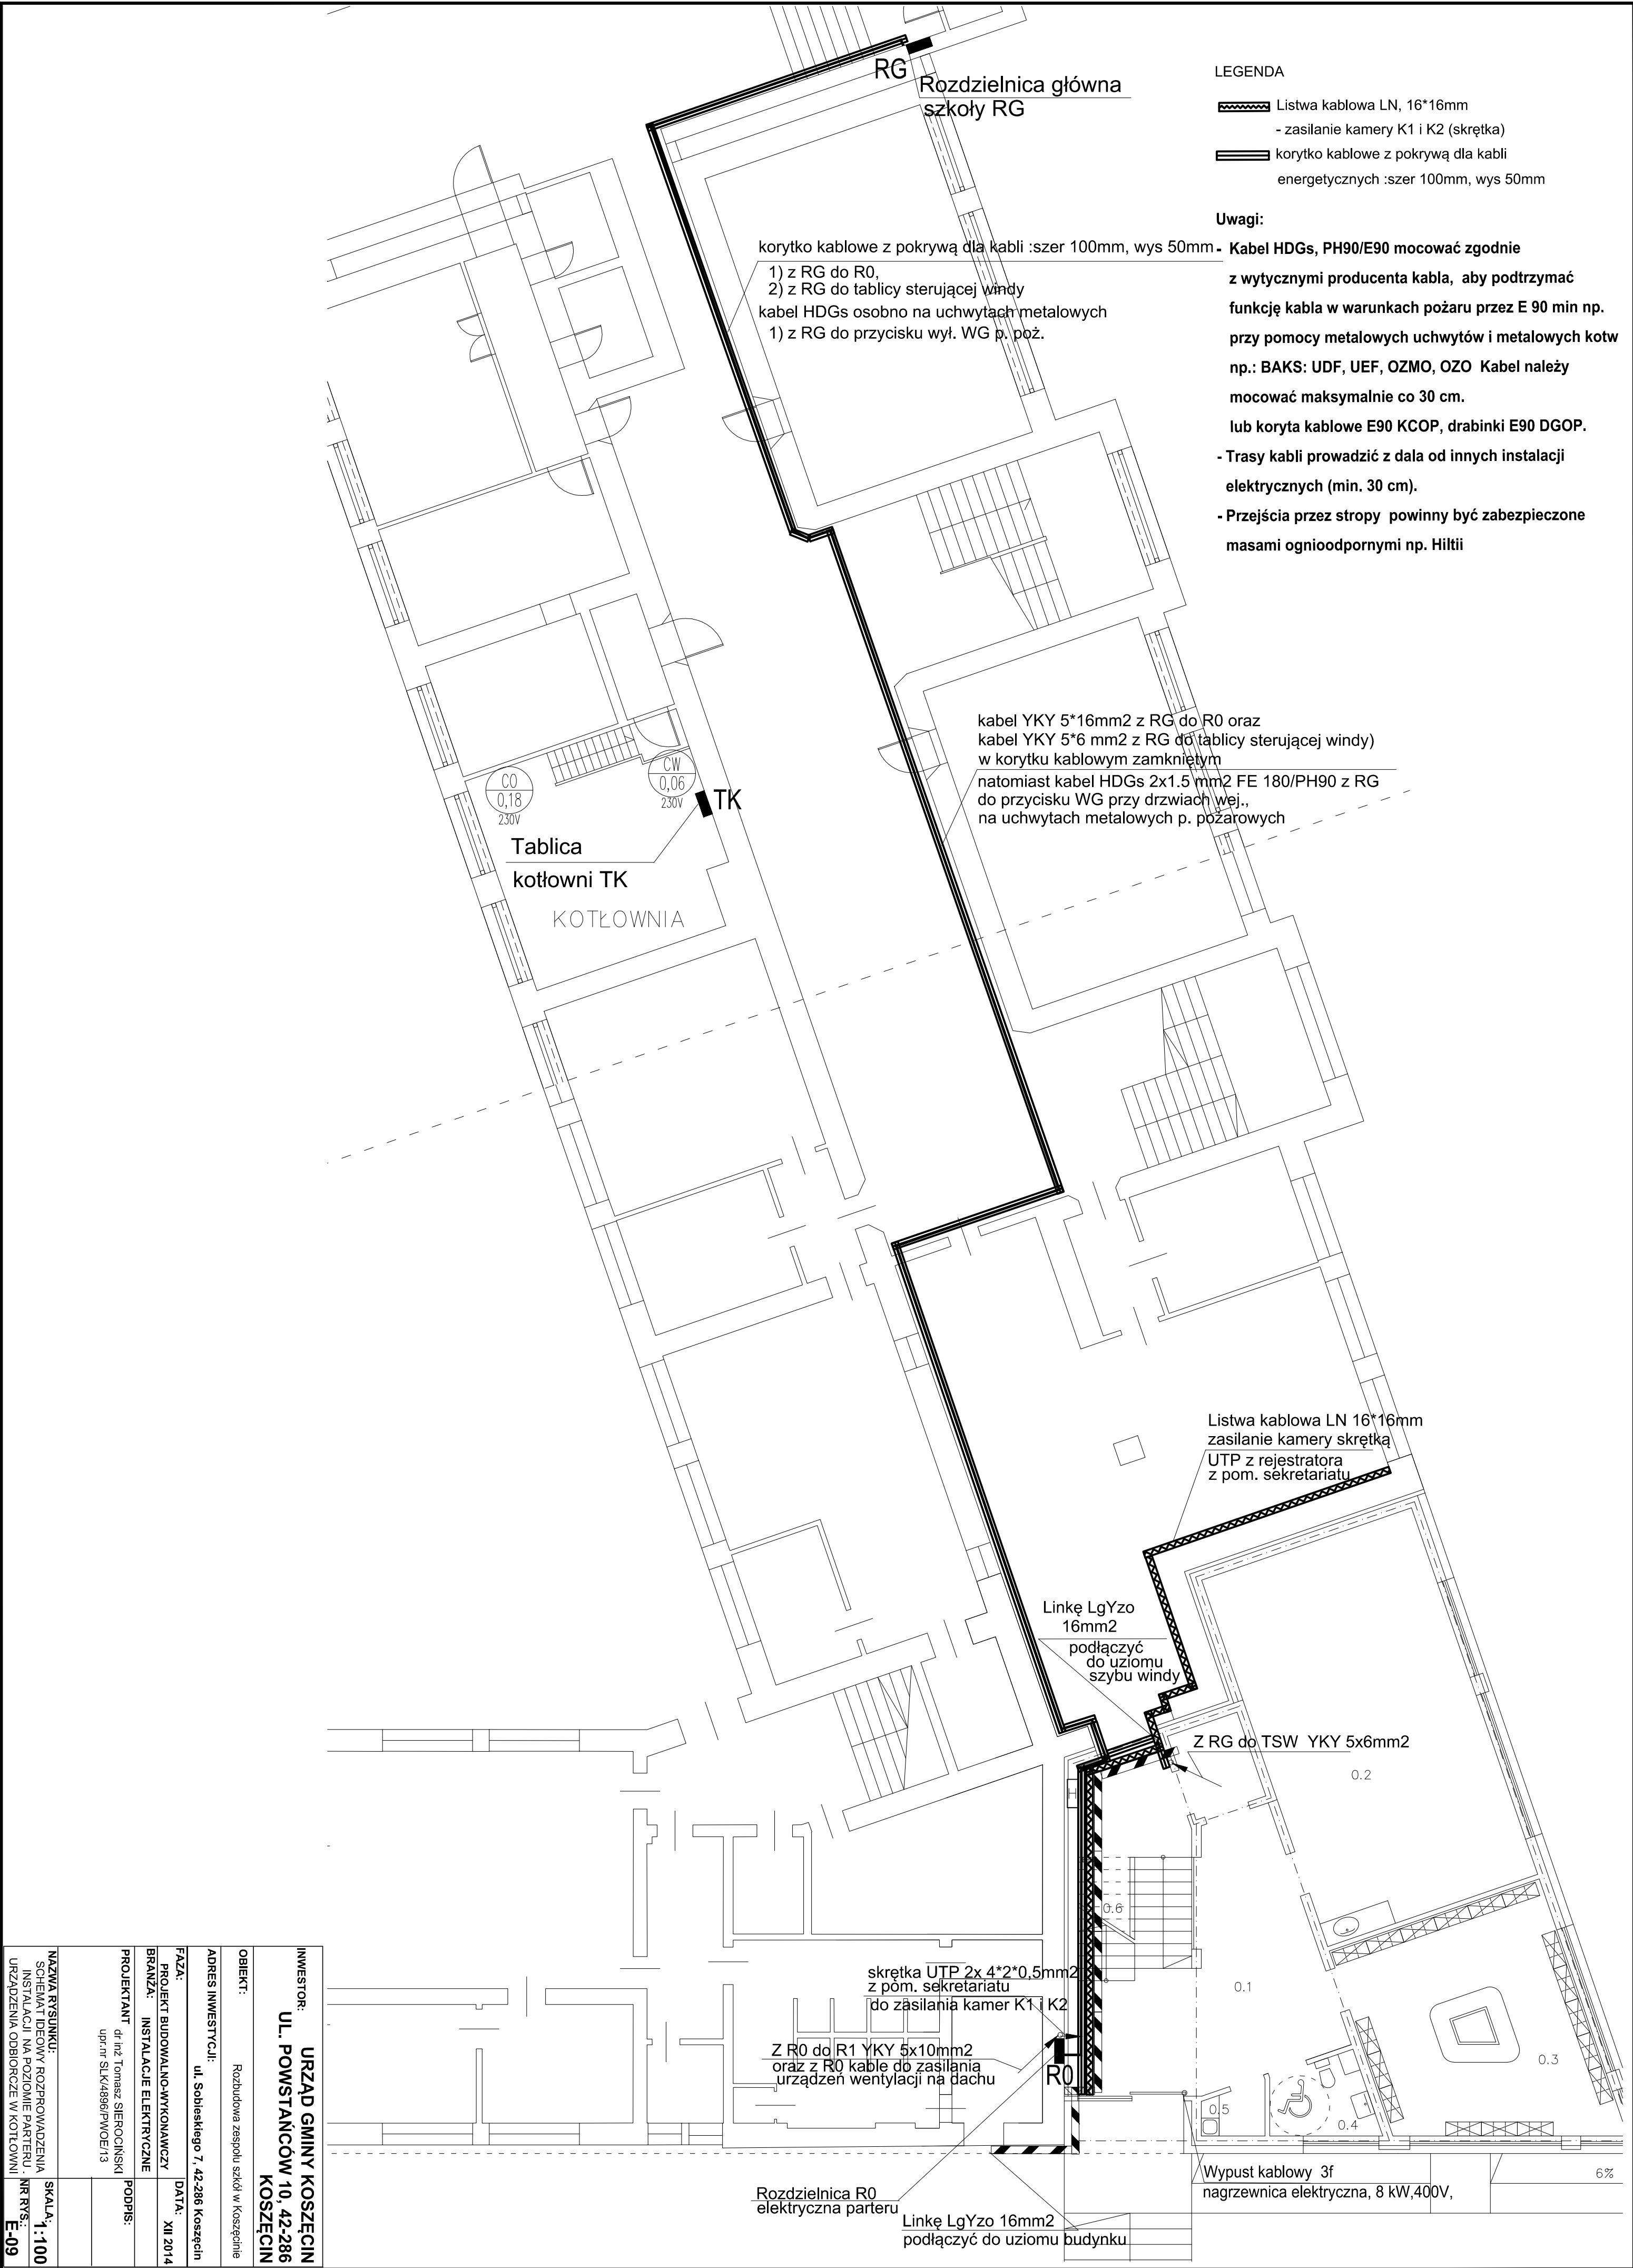 RG
Rozdzielnica główna
szkoły RG
LEGENDA
Listwa kablowa LN, 16*16mm
- zasilanie kamery K1 i K2 (skrętka)
korytko kablowe z pokrywą dla kabli
energetycznych :szer 100mm, wys 50mm
Uwagi:
- Kabel HDGs, PH90/E90 mocować zgodnie
z wytycznymi producenta kabla, aby podtrzymać
funkcję kabla w warunkach pożaru przez E 90 min np.
przy pomocy metalowych uchwytów i metalowych kotw
np.: BAKS: UDF, UEF, OZMO, OZO Kabel należy
mocować maksymalnie co 30 cm.
lub koryta kablowe E90 KCOP, drabinki E90 DGOP.
- Trasy kabli prowadzić z dala od innych instalacji
elektrycznych (min. 30 cm).
- Przejścia przez stropy powinny być zabezpieczone
masami ognioodpornymi np. Hiltii
korytko kablowe z pokrywą dla kabli :szer 100mm, wys 50mm
1) z RG do R0,
2) z RG do tablicy sterującej windy
kabel HDGs osobno na uchwytach metalowych
1) z RG do przycisku wył. WG p. poż.
kabel YKY 5*16mm2 z RG do R0 oraz
kabel YKY 5*6 mm2 z RG do tablicy sterującej windy)
w korytku kablowym zamkniętym
natomiast kabel HDGs 2x1.5 mm2 FE 180/PH90 z RG
do przycisku WG przy drzwiach wej.,
na uchwytach metalowych p. pożarowych
CO
0,18
230V
CW
0,06
230V
TK
Tablica
kotłowni TK
KOTŁOWNIA
Listwa kablowa LN 16*16mm
zasilanie kamery skrętką
UTP z rejestratora
z pom. sekretariatu
Linkę LgYzo
16mm2
podłączyć
do uziomu
szybu windy
Z RG do TSW YKY 5x6mm2
0.2
H
0.6
0.1
0.3
0.4
0.5
skrętka UTP 2x 4*2*0,5mm2
z pom. sekretariatu
do zasilania kamer K1 i K2
Z R0 do R1 YKY 5x10mm2
oraz z R0 kable do zasilania
urządzeń wentylacji na dachu
R0
Rozdzielnica R0
elektryczna parteru
Linkę LgYzo 16mm2
podłączyć do uziomu budynku
Wypust kablowy 3f
nagrzewnica elektryczna, 8 kW,400V,
6%
INWESTOR:
URZĄD GMINY KOSZĘCIN
UL. POWSTAŃCÓW 10, 42-286
KOSZĘCIN
OBIEKT:
Rozbudowa zespołu szkół w Koszęcinie
ADRES INWESTYCJI:
ul. Sobieskiego 7, 42-286 Koszęcin
FAZA:
PROJEKT BUDOWALNO-WYKONAWCZY
DATA: XII 2014
BRANŻA: INSTALACJE ELEKTRYCZNE
PROJEKTANT
dr inż Tomasz SIEROCIŃSKI
upr.nr SLK/4896/PWOE/13
PODPIS:
NAZWA RYSUNKU:
SCHEMAT IDEOWY ROZPROWADZENIA
INSTALACJI NA POZIOMIE PARTERU .
URZĄDZENIA ODBIORCZE W KOTŁOWNI
SKALA: 1:100
NR RYS.: E-09